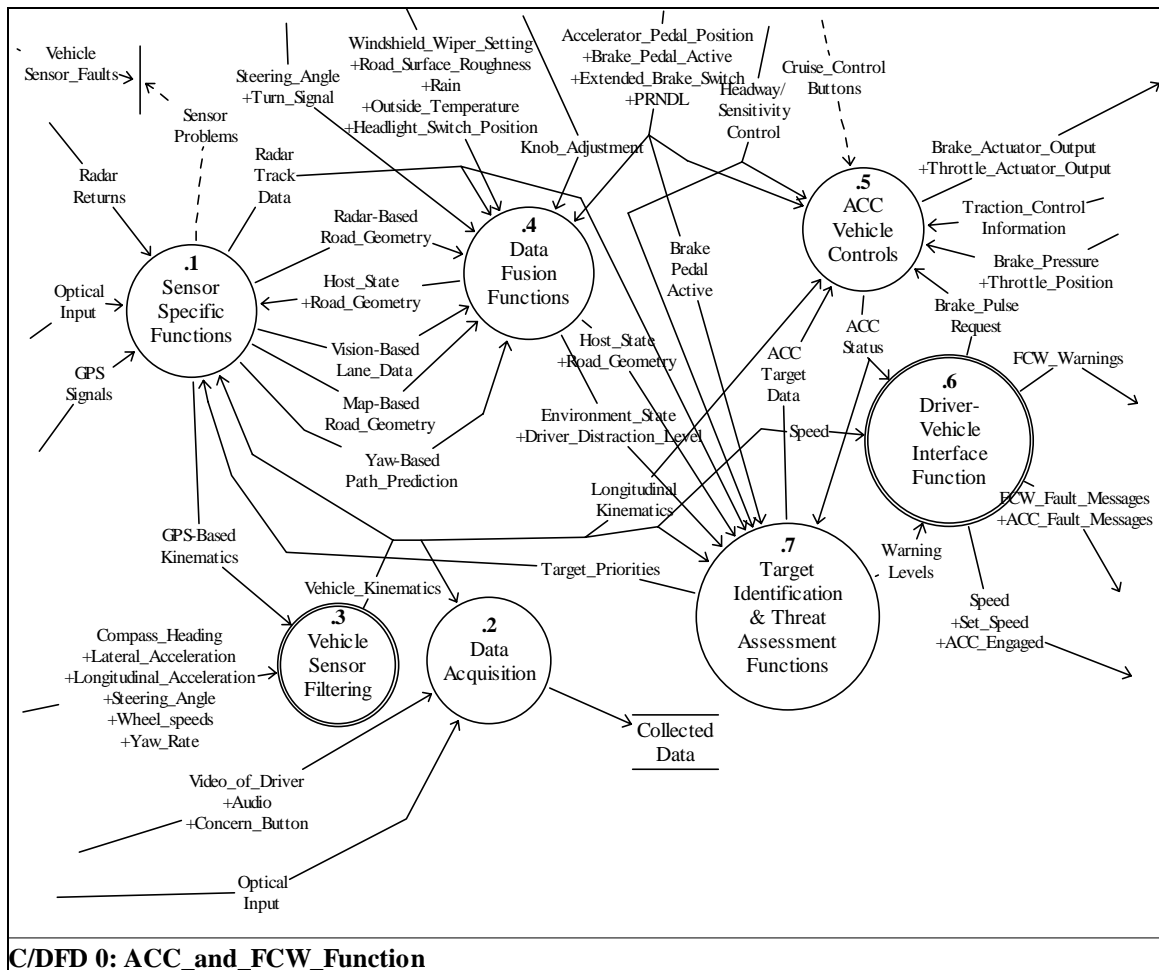 Vehicle
Sensor_Faults
Sensor
Problems
Steering_Angle
+Turn_Signal
Windshield_Wiper_Setting
+Road_Surface_Roughness
+Rain
+Outside_Temperature
+Headlight_Switch_Position
Accelerator_Pedal_Position
+Brake_Pedal_Active
+Extended_Brake_Switch
+PRNDL
Headway/
Sensitivity
Control
Cruise_Control
Buttons
Knob_Adjustment
Radar
Returns
Radar
Track
Data
Brake_Actuator_Output
+Throttle_Actuator_Output
.5
ACC
Vehicle
Controls
Traction_Control
Information
Brake_Pressure
+Throttle_Position
Radar-Based
Road_Geometry
.4
Data
Fusion
Functions
Brake
Pedal
Active
.1
Sensor
Specific
Functions
Optical
Input
Host_State
+Road_Geometry
GPS
Signals
Vision-Based
Lane_Data
Map-Based
Road_Geometry
Yaw-Based
Path_Prediction
Host_State
+Road_Geometry
ACC
Target
Data
ACC
Status
Brake_Pulse
Request
FCW_Warnings
.6
Driver-
Vehicle
Interface
Function
Environment_State
+Driver_Distraction_Level
Speed
Longitudinal
Kinematics
FCW_Fault_Messages
+ACC_Fault_Messages
GPS-Based
Kinematics
Target_Priorities
Vehicle_Kinematics
.7
Target
Identification
& Threat
Assessment
Functions
Warning
Levels
Speed
+Set_Speed
+ACC_Engaged
.3
Vehicle
Sensor
Filtering
.2
Data
Acquisition
Compass_Heading
+Lateral_Acceleration
+Longitudinal_Acceleration
+Steering_Angle
+Wheel_speeds
+Yaw_Rate
Collected
Data
Video_of_Driver
+Audio
+Concern_Button
Optical
Input
C/DFD 0: ACC_and_FCW_Function